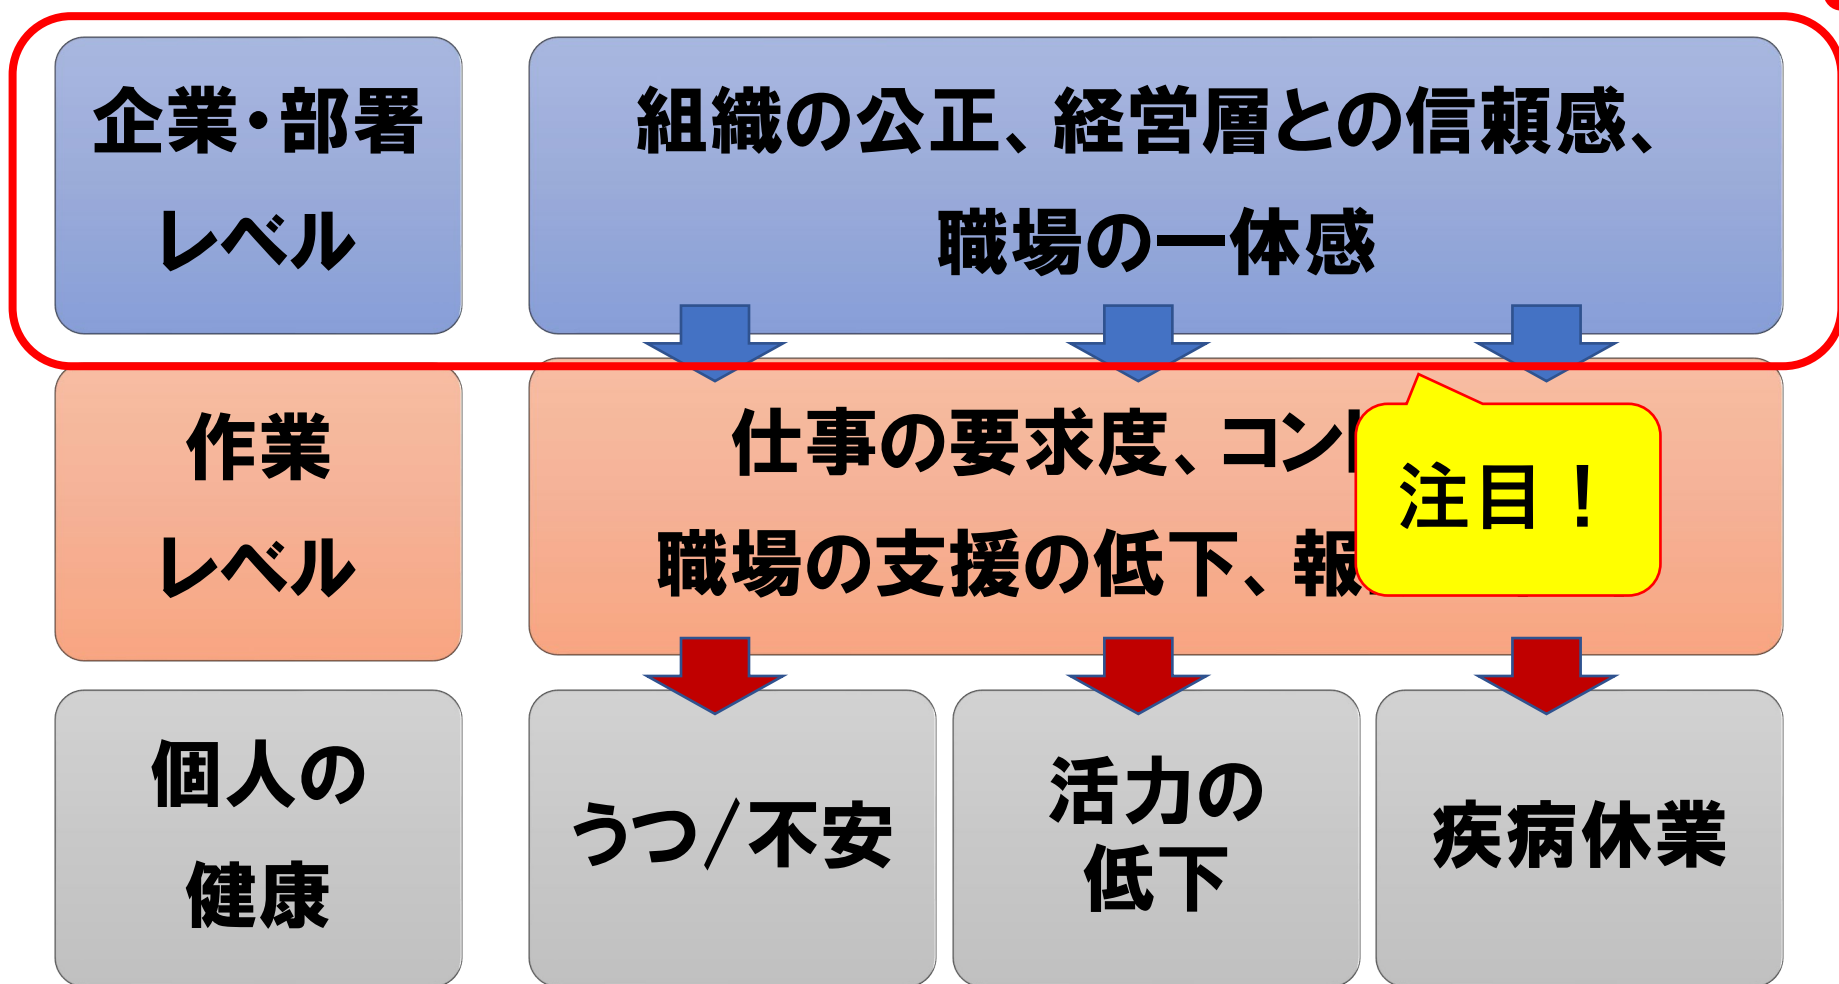 企業・部署
レベル
組織の公正、経営層との信頼感、
職場の一体感
作業
レベル
仕事の要求度、コン
職場の支援の低下、報
注目！
個人の
健康
うつ/不安
活力の
低下
疾病休業